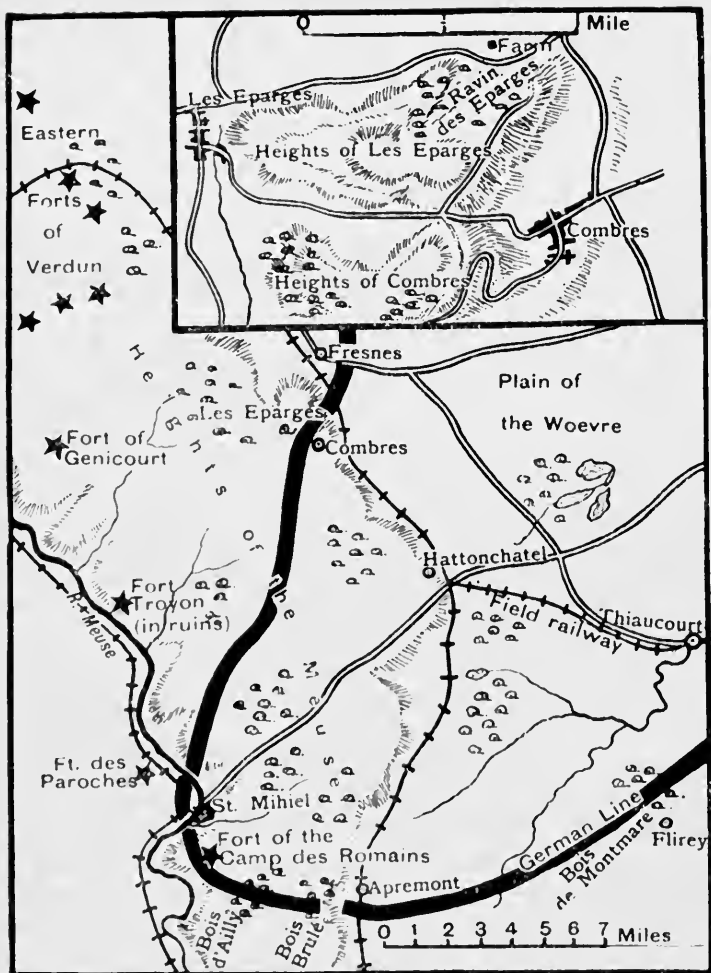 0 1 Mile
Farm
Les Eparges
Ravin
des Eparges
Heights of Les Eparges
Combres
Heights of Combres
Eastern
Forts
of
Verdun
Fresnes
Plain of
the Woevre
Les Eparges
Combres
Fort of
Genicourt
Heights of the Meuse
Hattonchatel
Fort
Troyon
(in ruins)
R. Meuse
Field railway
Thiaucourt
Ft. des
Paroches
St. Mihiel
Fort of the
Camp des Romains
German Line
Bois
de Montmare
Flirey
Apremont
Bois
d'Ailly
Bois
Brulé
0 1 2 3 4 5 6 7 Miles